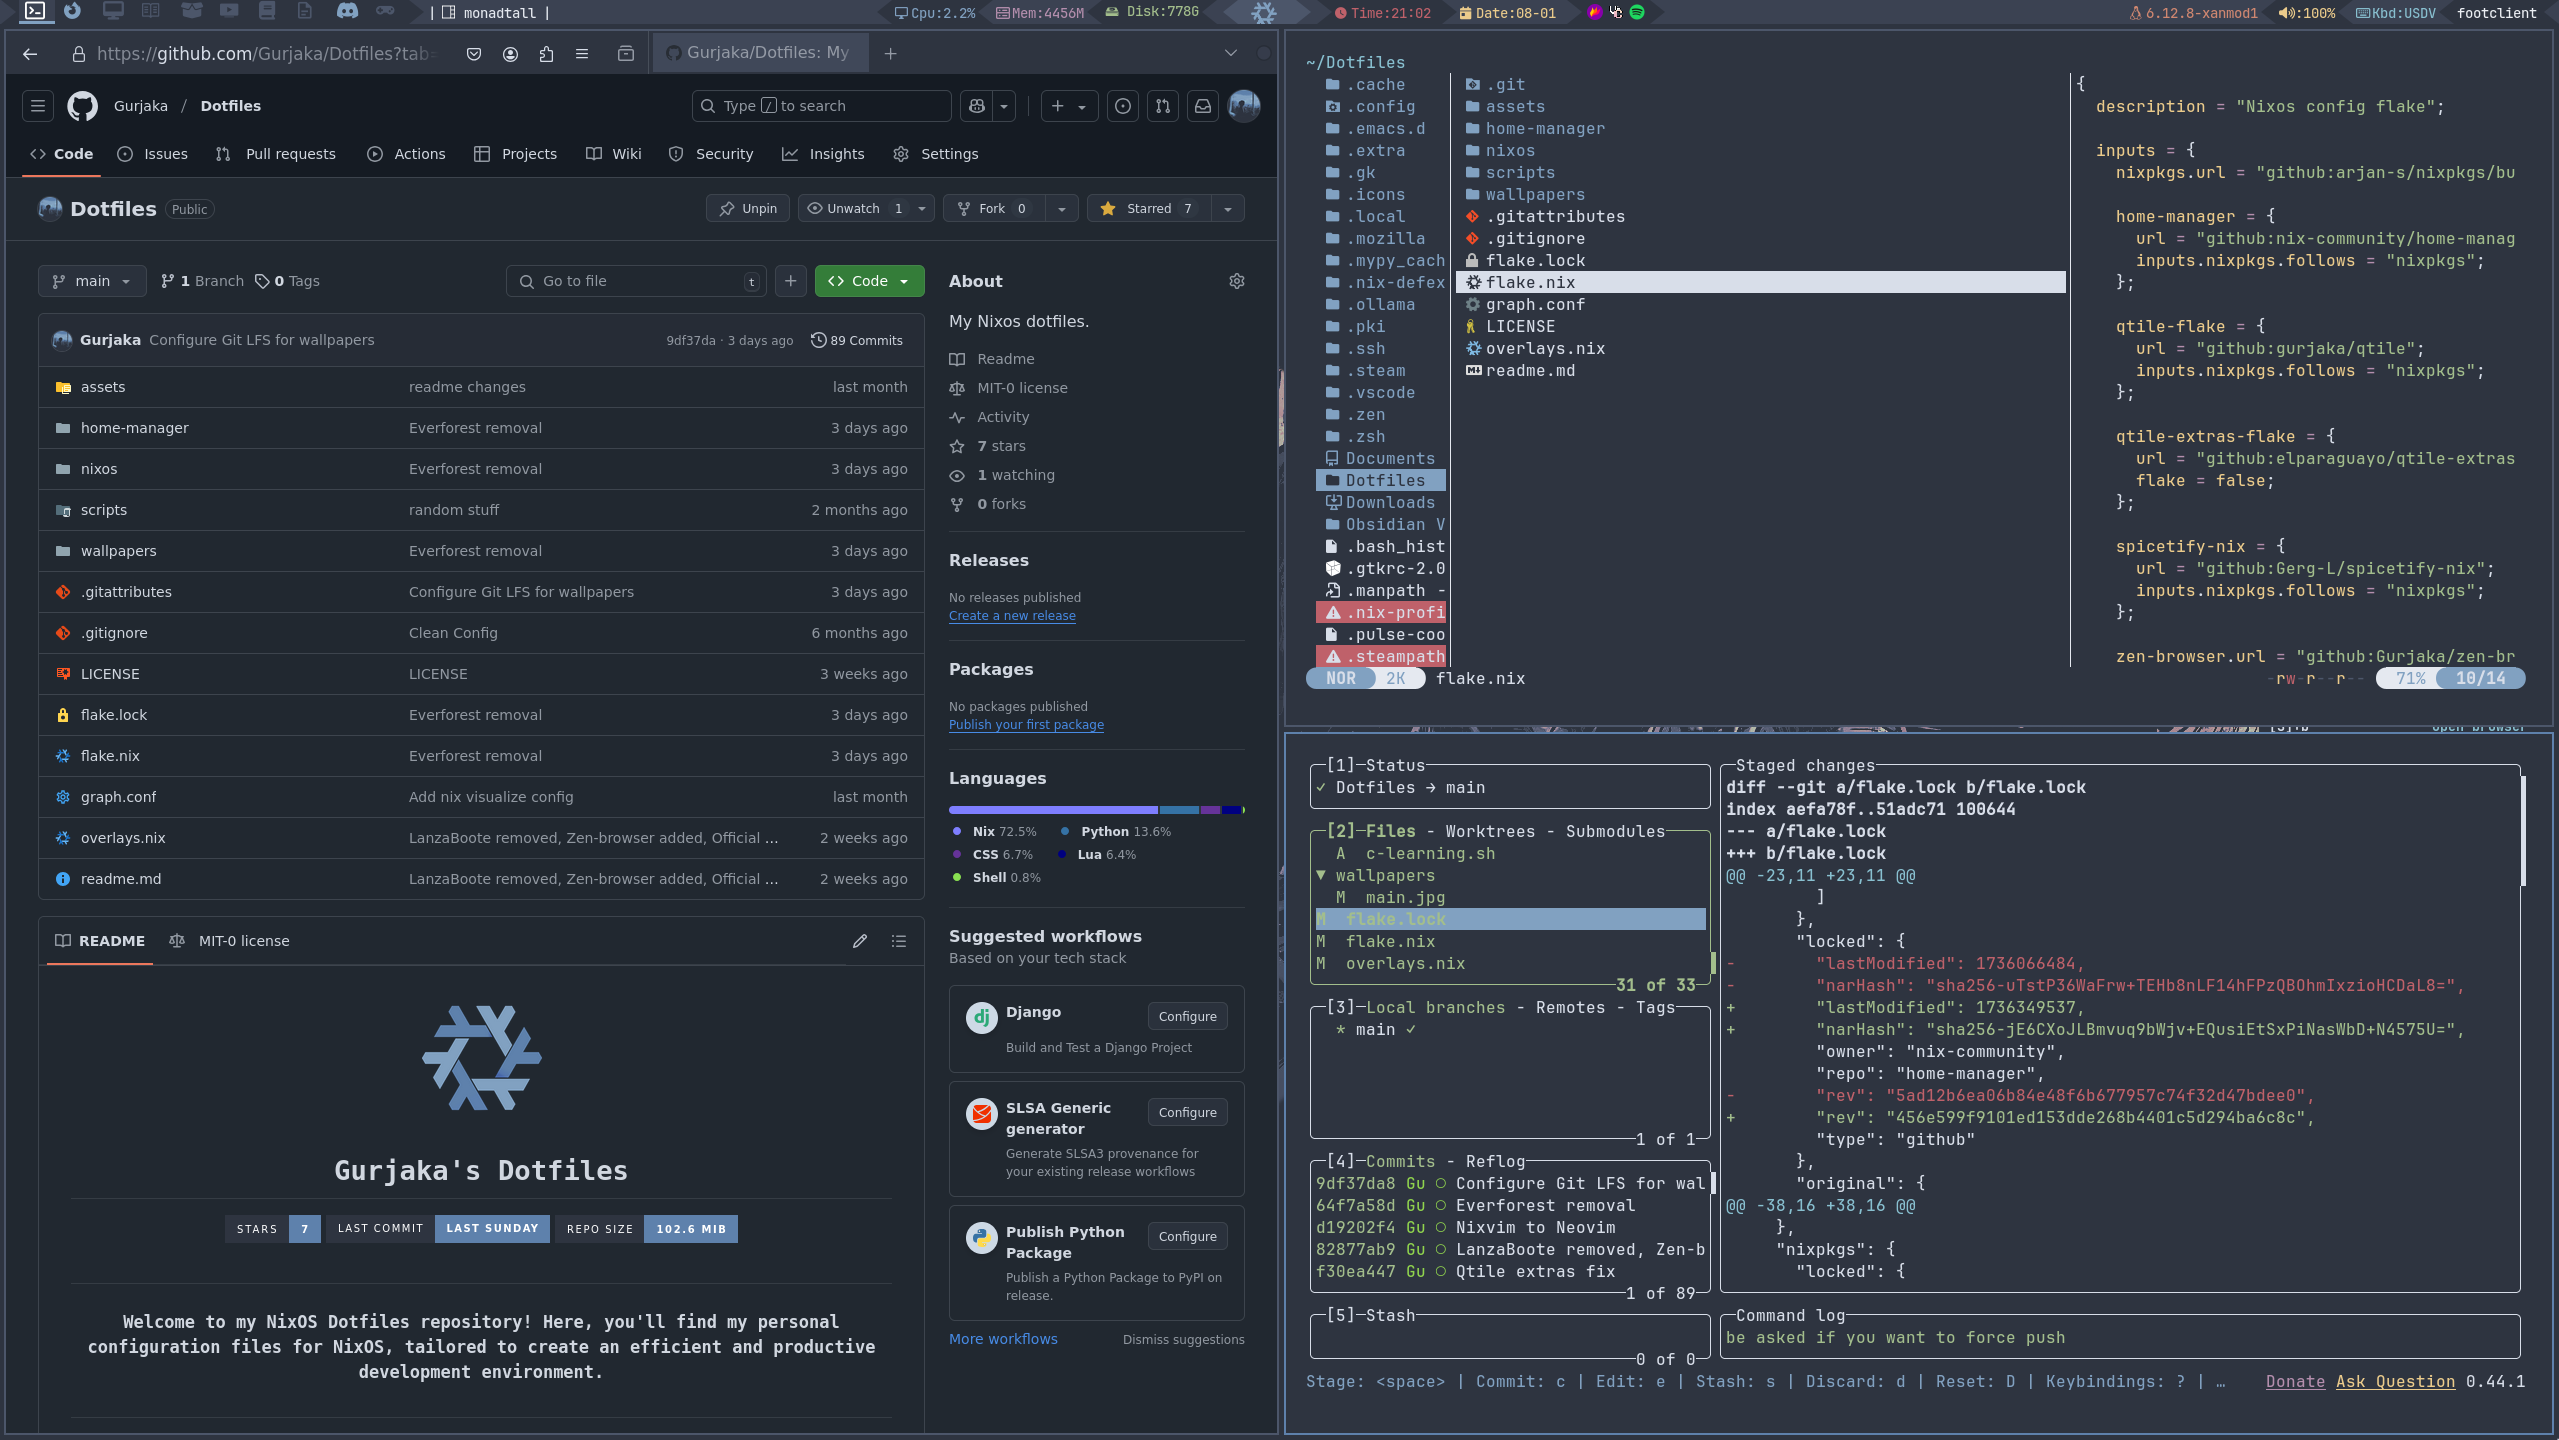 | monadtall |
Cpu:2.2%
Mem:4456M
Disk:778G
Time:21:02
Date:08-01
6.12.8-xanmod1
:100%
Kbd:USDV
footclient
https://github.com/Gurjaka/Dotfiles?tab=
Gurjaka/Dotfiles: My
Gurjaka / Dotfiles
Type / to search
Code
Issues
Pull requests
Actions
Projects
Wiki
Security
Insights
Settings
Dotfiles Public
Unpin
Unwatch 1
Fork 0
Starred 7
main
1 Branch
0 Tags
Go to file t
Code
Gurjaka Configure Git LFS for wallpapers 9df37da · 3 days ago 89 Commits
assets readme changes last month
home-manager Everforest removal 3 days ago
nixos Everforest removal 3 days ago
scripts random stuff 2 months ago
wallpapers Everforest removal 3 days ago
.gitattributes Configure Git LFS for wallpapers 3 days ago
.gitignore Clean Config 6 months ago
LICENSE LICENSE 3 weeks ago
flake.lock Everforest removal 3 days ago
flake.nix Everforest removal 3 days ago
graph.conf Add nix visualize config last month
overlays.nix LanzaBoote removed, Zen-browser added, Official ... 2 weeks ago
readme.md LanzaBoote removed, Zen-browser added, Official ... 2 weeks ago
README
MIT-0 license
Gurjaka's Dotfiles
STARS 7
LAST COMMIT LAST SUNDAY
REPO SIZE 102.6 MIB
Welcome to my NixOS Dotfiles repository! Here, you'll find my personal
configuration files for NixOS, tailored to create an efficient and productive
development environment.
About
My Nixos dotfiles.
Readme
MIT-0 license
Activity
7 stars
1 watching
0 forks
Releases
No releases published
Create a new release
Packages
No packages published
Publish your first package
Languages
Nix 72.5% Python 13.6%
CSS 6.7% Lua 6.4%
Shell 0.8%
Suggested workflows
Based on your tech stack
dj Django Configure
Build and Test a Django Project
SLSA Generic Configure
generator
Generate SLSA3 provenance for
your existing release workflows
Publish Python Configure
Package
Publish a Python Package to PyPI on
release.
More workflows Dismiss suggestions
~/Dotfiles
.cache
.config
.emacs.d
.extra
.gk
.icons
.local
.mozilla
.mypy_cach
.nix-defex
.ollama
.pki
.ssh
.steam
.vscode
.zen
.zsh
Documents
Dotfiles
Downloads
Obsidian V
.bash_hist
.gtkrc-2.0
.manpath -
.nix-profi
.pulse-coo
.steampath
.git
assets
home-manager
nixos
scripts
wallpapers
.gitattributes
.gitignore
flake.lock
flake.nix
graph.conf
LICENSE
overlays.nix
readme.md
{
description = "Nixos config flake";
inputs = {
nixpkgs.url = "github:arjan-s/nixpkgs/bu
home-manager = {
url = "github:nix-community/home-manag
inputs.nixpkgs.follows = "nixpkgs";
};
qtile-flake = {
url = "github:gurjaka/qtile";
inputs.nixpkgs.follows = "nixpkgs";
};
qtile-extras-flake = {
url = "github:elparaguayo/qtile-extras
flake = false;
};
spicetify-nix = {
url = "github:Gerg-L/spicetify-nix";
inputs.nixpkgs.follows = "nixpkgs";
};
zen-browser.url = "github:Gurjaka/zen-br
NOR 2K flake.nix -rw-r--r-- 71% 10/14
[1]─Status
✓ Dotfiles → main
[2]─Files - Worktrees - Submodules
A c-learning.sh
▼ wallpapers
M main.jpg
M flake.lock
M flake.nix
M overlays.nix
31 of 33
[3]─Local branches - Remotes - Tags
* main ✓
1 of 1
[4]─Commits - Reflog
9df37da8 Gu ○ Configure Git LFS for wal
64f7a58d Gu ○ Everforest removal
d19202f4 Gu ○ Nixvim to Neovim
82877ab9 Gu ○ LanzaBoote removed, Zen-b
f30ea447 Gu ○ Qtile extras fix
1 of 89
[5]─Stash
0 of 0
Staged changes
diff --git a/flake.lock b/flake.lock
index aefa78f..51adc71 100644
--- a/flake.lock
+++ b/flake.lock
@@ -23,11 +23,11 @@
]
},
"locked": {
- "lastModified": 1736066484,
- "narHash": "sha256-uTstP36WaFrw+TEHb8nLF14hFPzQBOhmIxzioHCDaL8=",
+ "lastModified": 1736349537,
+ "narHash": "sha256-jE6CXoJLBmvuq9bWjv+EQusiEtSxPiNasWbD+N4575U=",
"owner": "nix-community",
"repo": "home-manager",
- "rev": "5ad12b6ea06b84e48f6b677957c74f32d47bdee0",
+ "rev": "456e599f9101ed153dde268b4401c5d294ba6c8c",
"type": "github"
},
"original": {
@@ -38,16 +38,16 @@
},
"nixpkgs": {
"locked": {
Command log
be asked if you want to force push
Stage: <space> | Commit: c | Edit: e | Stash: s | Discard: d | Reset: D | Keybindings: ? | … Donate Ask Question 0.44.1